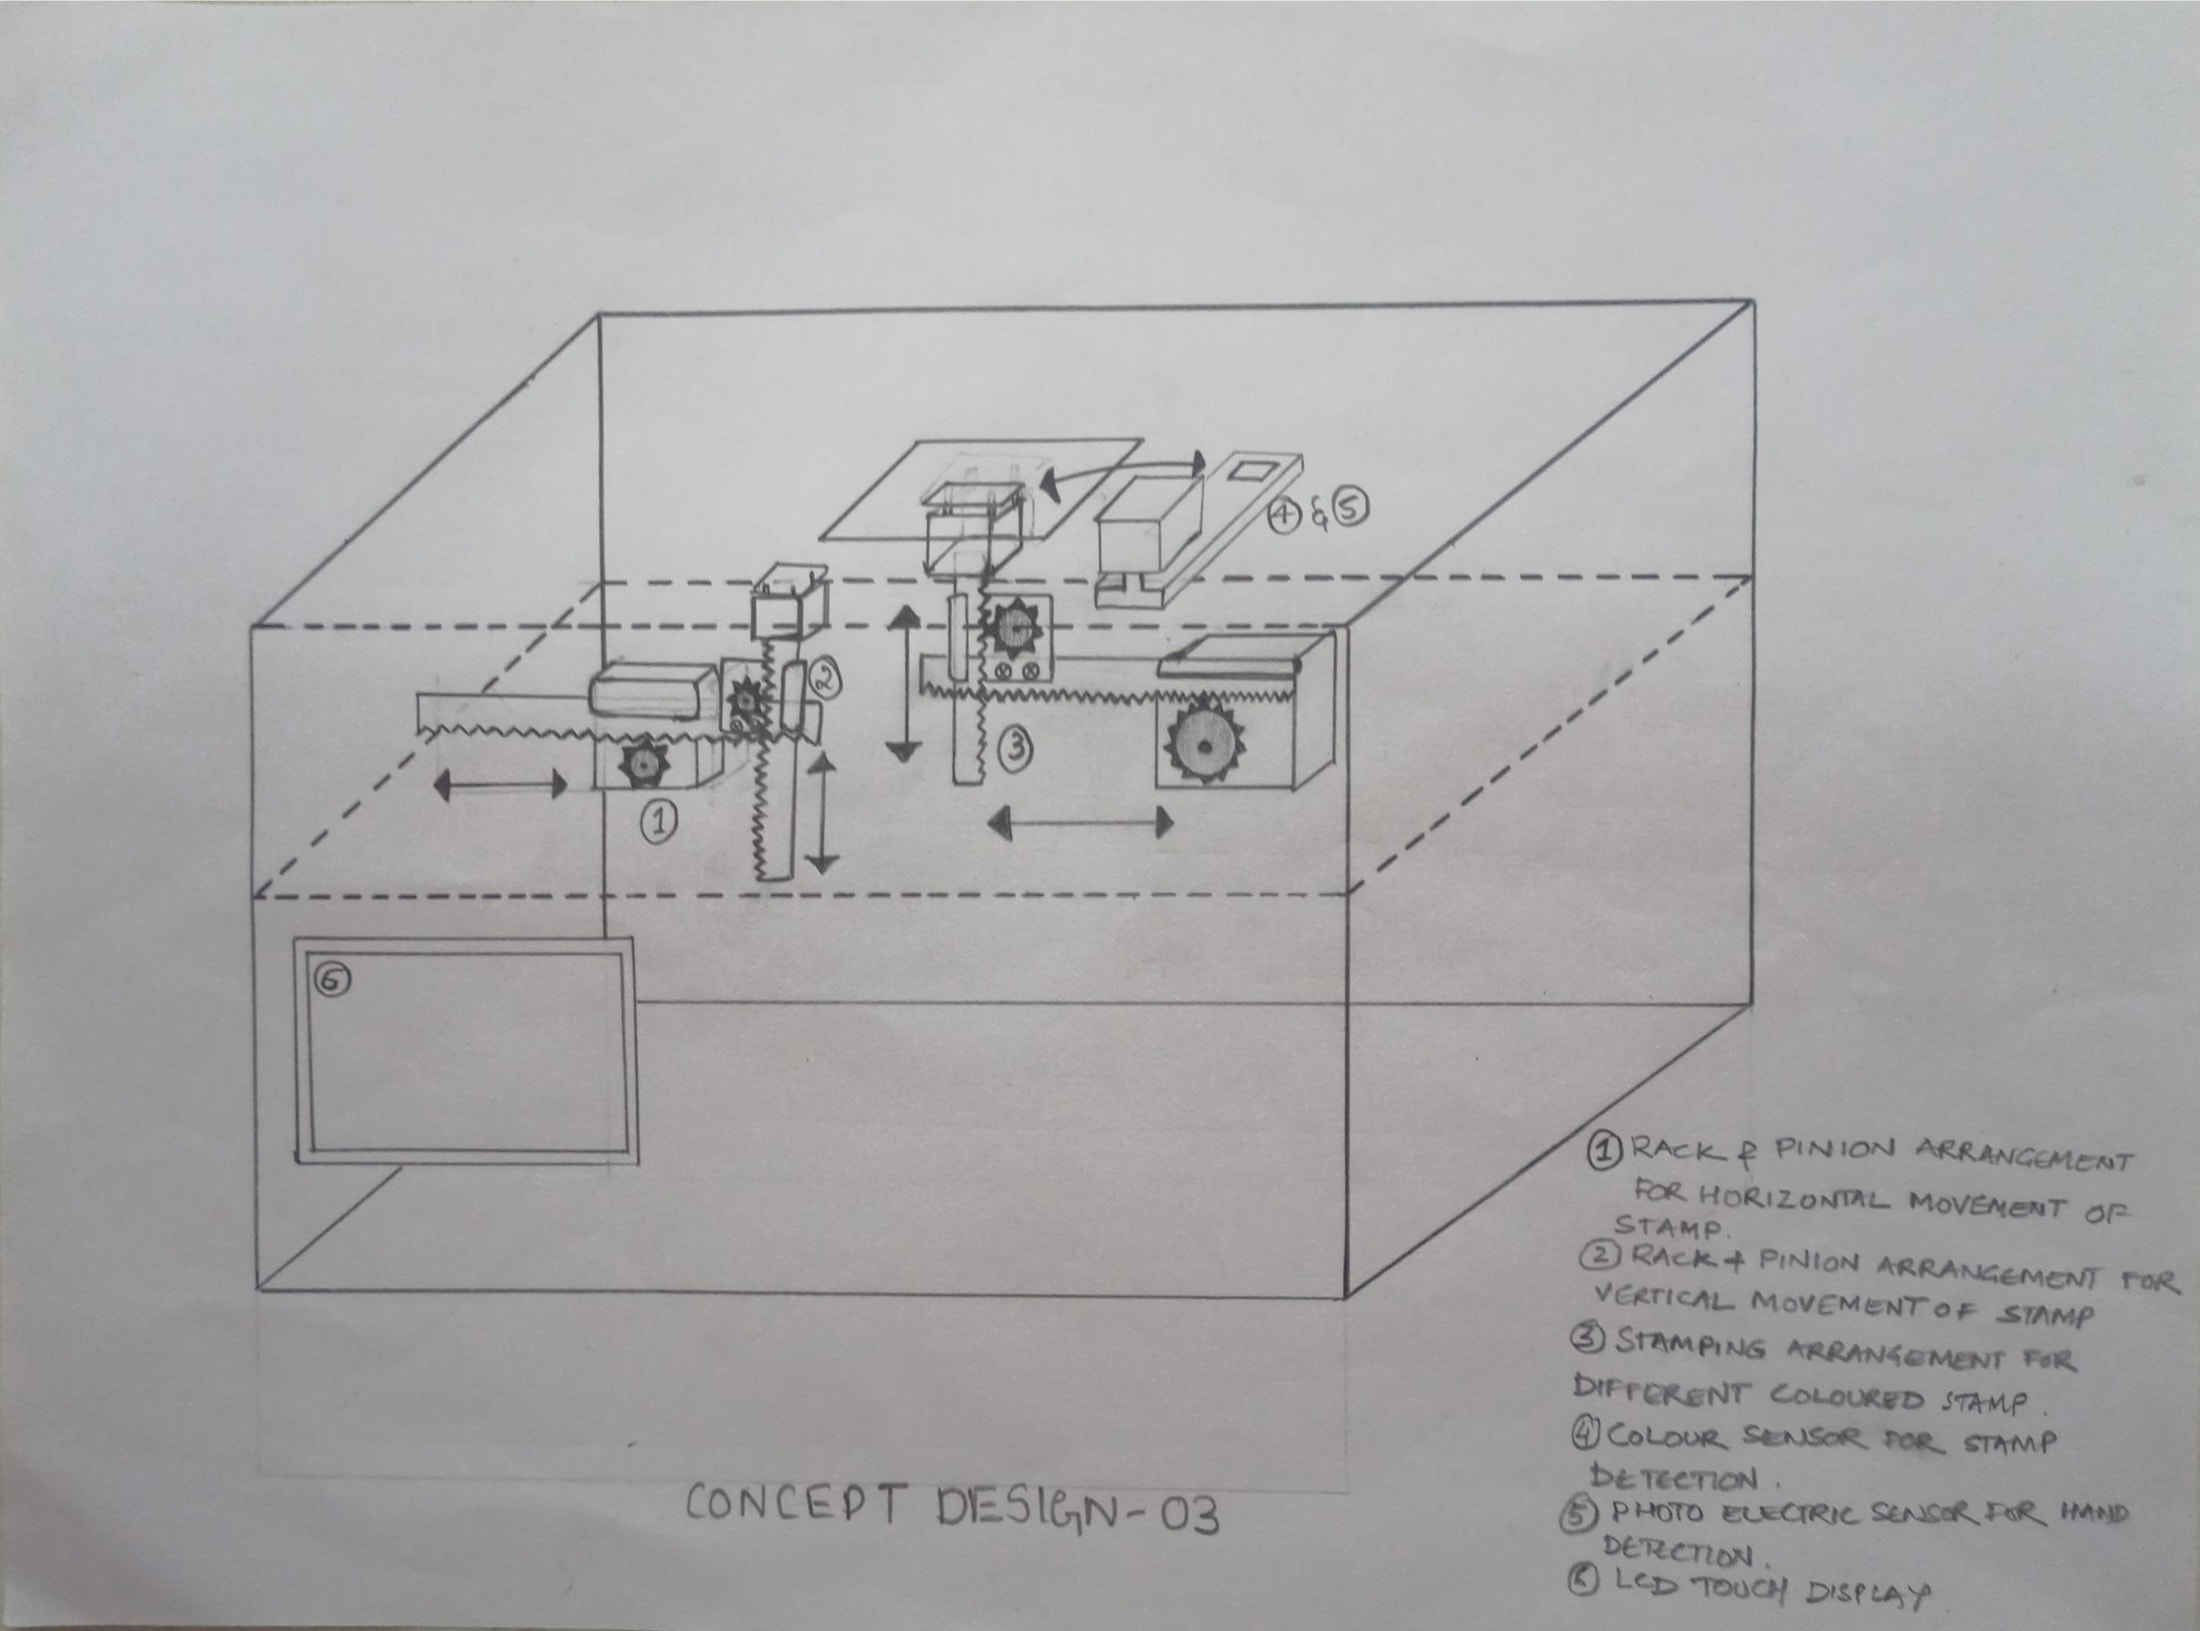 ④ & ⑤
②
③
①
⑥
① RACK & PINION ARRANGEMENT
FOR HORIZONTAL MOVEMENT OF
STAMP.
② RACK + PINION ARRANGEMENT FOR
VERTICAL MOVEMENT OF STAMP
③ STAMPING ARRANGEMENT FOR
DIFFERENT COLOURED STAMP.
④ COLOUR SENSOR FOR STAMP
DETECTION.
⑤ PHOTO ELECTRIC SENSOR FOR HAND
DETECTION.
⑥ LCD TOUCH DISPLAY
CONCEPT DESIGN-03